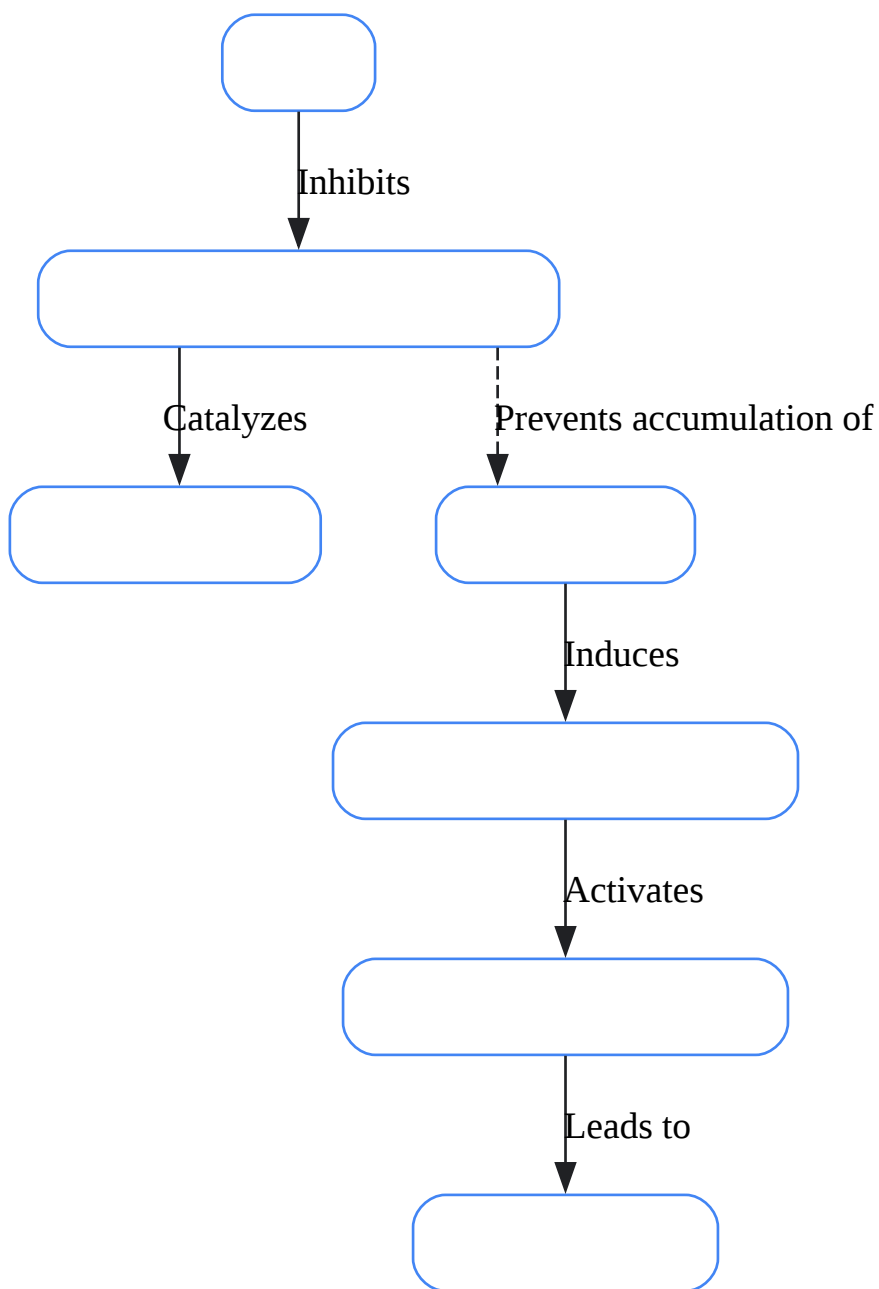 Inhibits
Catalyzes
Prevents accumulation of
Induces
Activates
Leads to